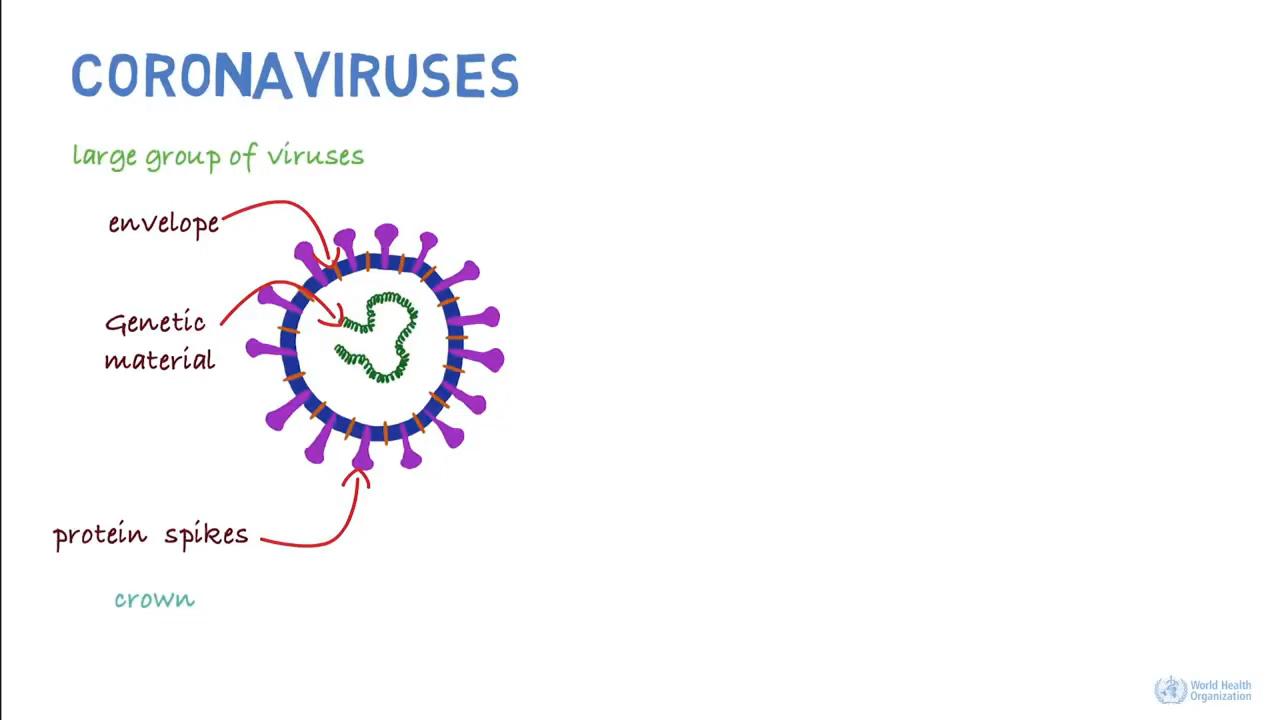 CORONAVIRUSES
large group of viruses
envelope
Genetic
material
protein spikes
crown
World Health
Organization